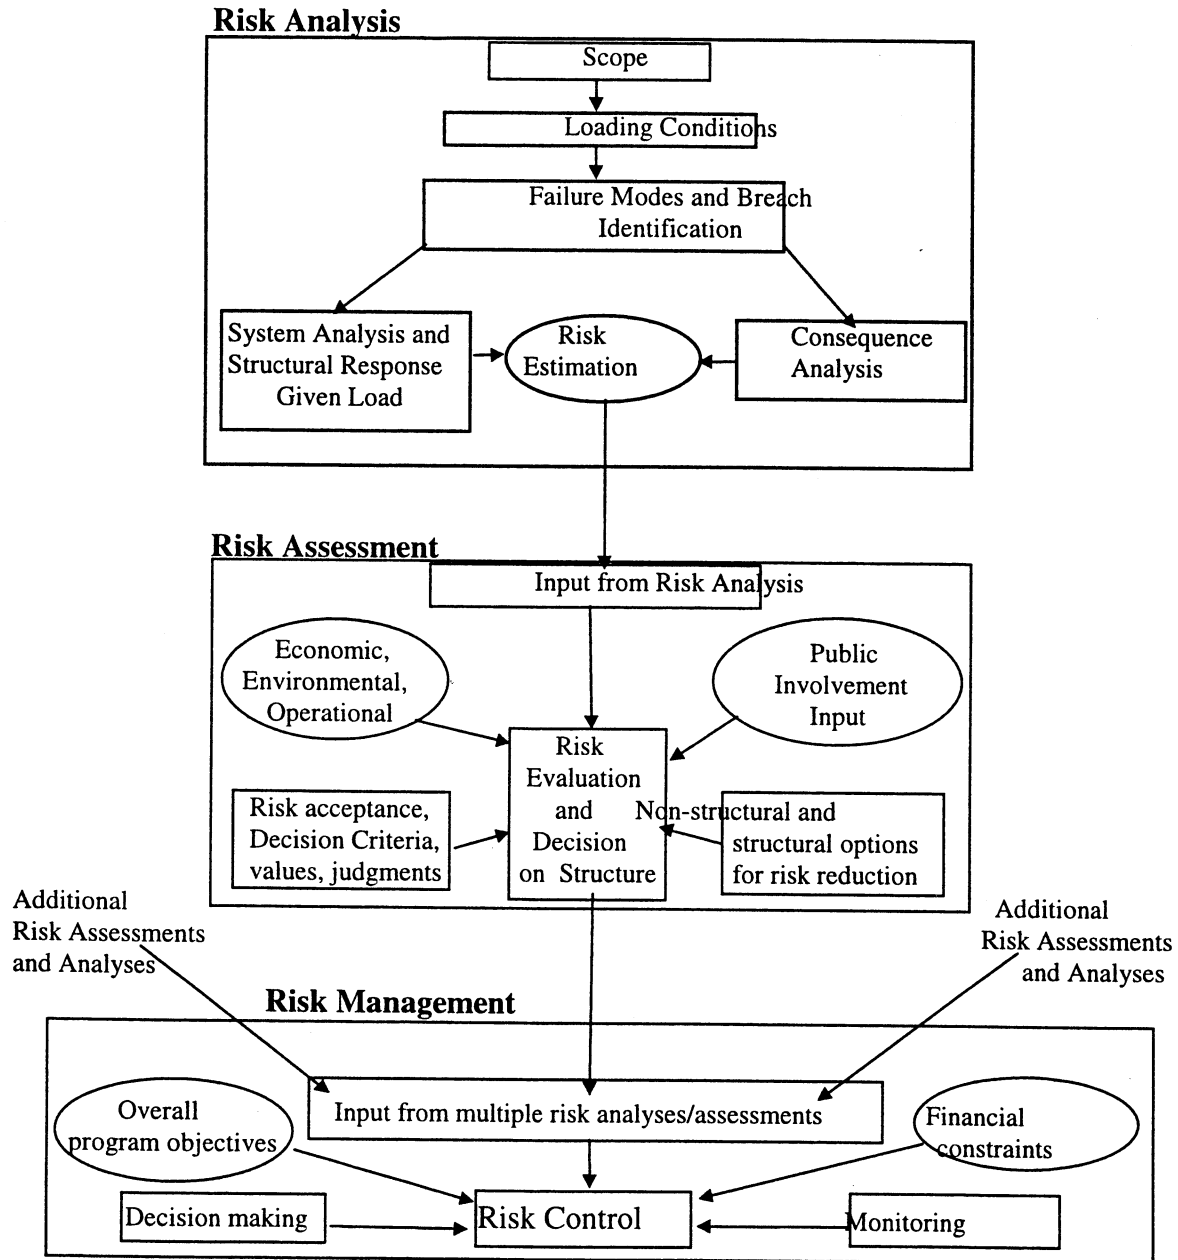 Risk Analysis
Scope
Loading Conditions
Failure Modes and Breach
Identification
System Analysis and
Structural Response
Given Load
Risk
Estimation
Consequence
Analysis
Risk Assessment
Input from Risk Analysis
Economic,
Environmental,
Operational
Public
Involvement
Input
Risk
Evaluation
and
Decision
on Structure
Risk acceptance,
Decision Criteria,
values, judgments
Non-structural and
structural options
for risk reduction
Additional
Risk Assessments
and Analyses
Additional
Risk Assessments
and Analyses
Risk Management
Overall
program objectives
Input from multiple risk analyses/assessments
Financial
constraints
Decision making
Risk Control
Monitoring